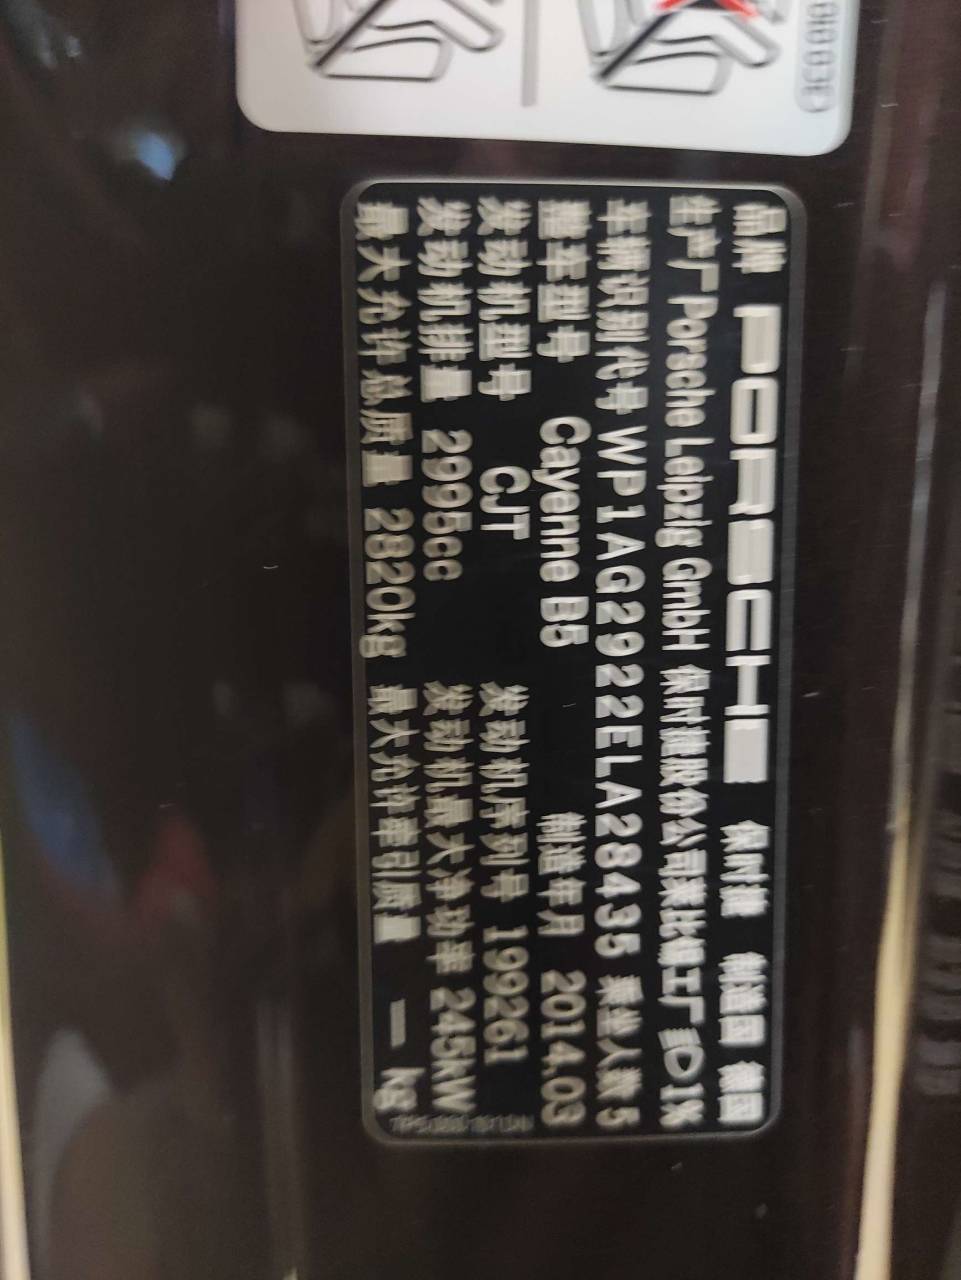 品牌 PORSCHE 保时捷 制造国 德国
生产厂 Porsche Leipzig GmbH 保时捷股份公司莱比锡工厂 1%
车辆识别代号 WP1AG2922ELA28435 乘坐人数 5
整车型号 Cayenne B5 制造年月 2014.03
发动机型号 CJT 发动机序列号 199261
发动机排量 2995cc 发动机最大净功率 245kW
最大允许总质量 2820kg 最大允许牵引质量 — kg